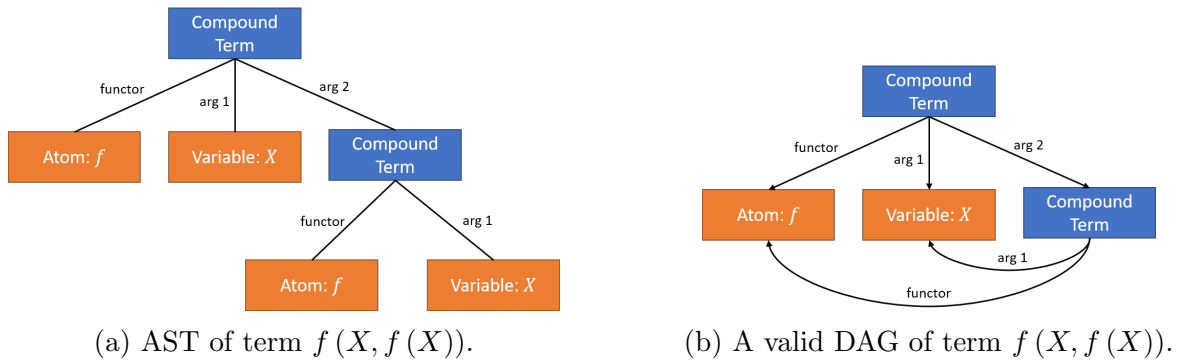 Compound
Term
functor
arg 1
arg 2
Atom: f
Variable: X
Compound
Term
functor
arg 1
Atom: f
Variable: X
(a) AST of term f (X, f (X)).
Compound
Term
functor
arg 1
arg 2
Atom: f
Variable: X
Compound
Term
arg 1
functor
(b) A valid DAG of term f (X, f (X)).